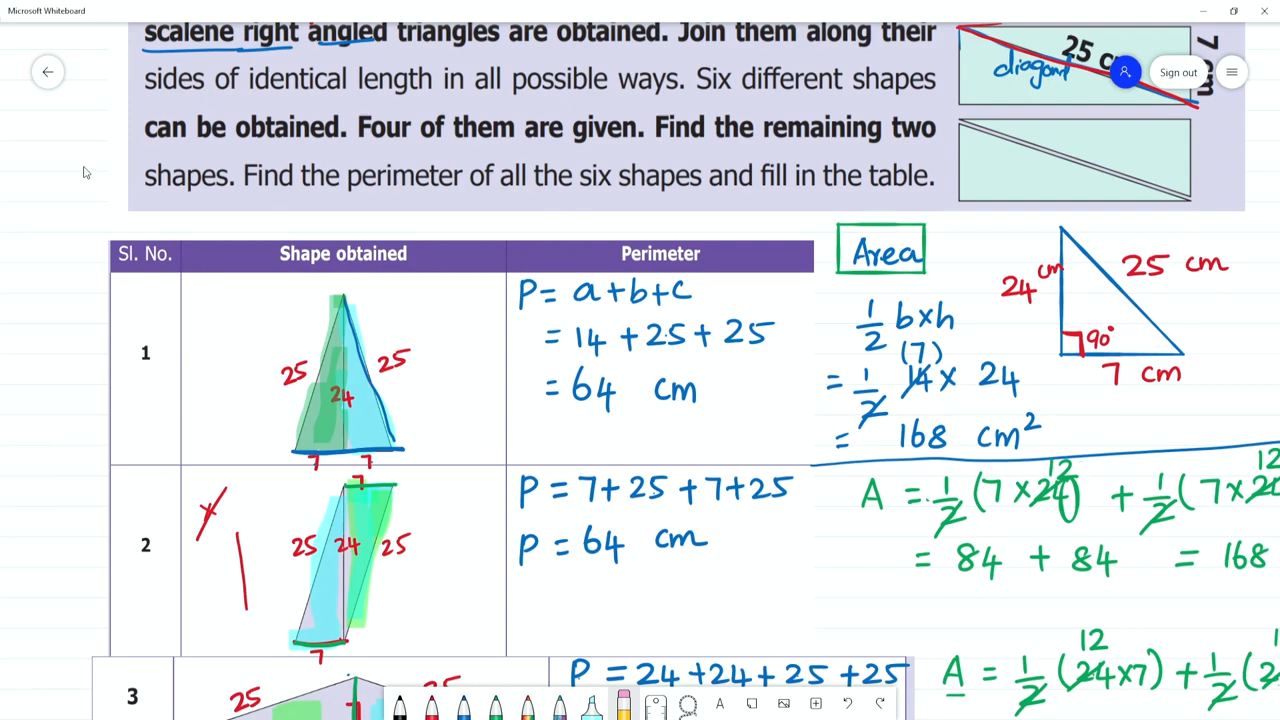 Microsoft Whiteboard
scalene right angled triangles are obtained. Join them along their
sides of identical length in all possible ways. Six different shapes
can be obtained. Four of them are given. Find the remaining two
shapes. Find the perimeter of all the six shapes and fill in the table.
25 c
diagonal
7 cm
Sign out
Sl. No. Shape obtained Perimeter
1
25 25
24
7 7
P = a+b+c
= 14 + 25 + 25
= 64 cm
Area
1/2 b×h
(7)
= 1/2 14 × 24
= 168 cm²
24 cm
25 cm
90°
7 cm
2
7
25 24 25
7
P = 7+25+7+25
P = 64 cm
12 12
A = 1/2 (7×24) + 1/2 (7×2
= 84 + 84 = 168
3
25
P = 24+24+25+25
12 1
A = 1/2 (24×7) + 1/2 (2